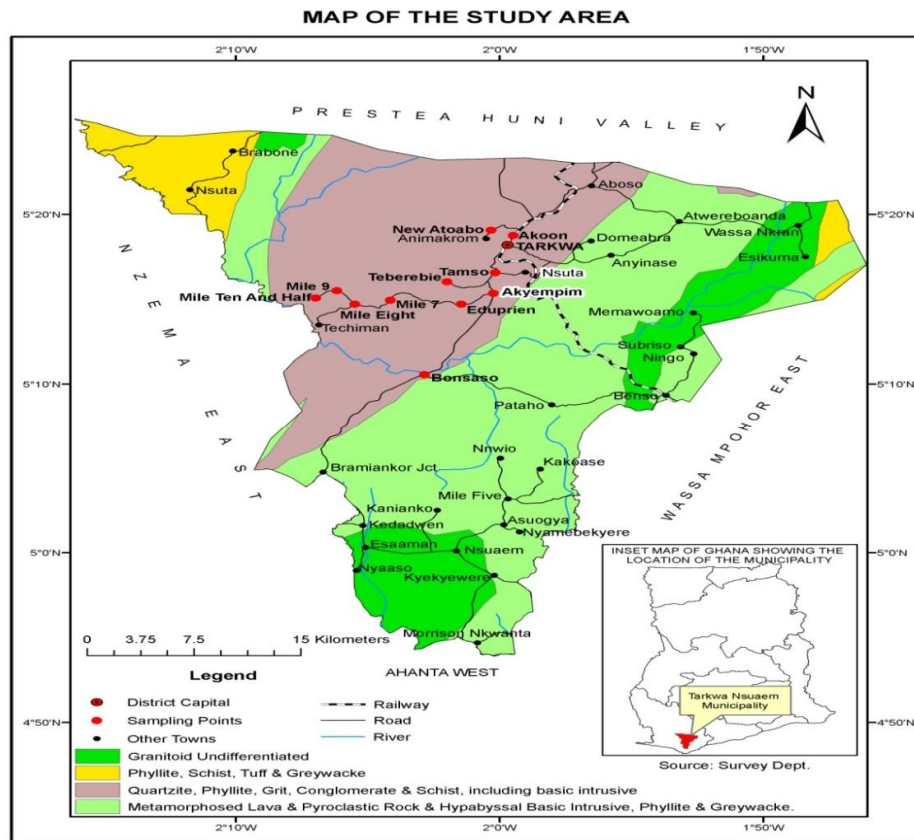 MAP OF THE STUDY AREA
2°10'W 2°0'W 1°50'W
N
PRESTEA HUNI VALLEY
Brabone
Nsuta
Aboso
5°20'N
5°20'N
New Atoabo
Akoon
Animakrom
TARKWA
Atwereboanda
Wassa Nkran
Domeabra
Anyinase
Esikuma
NZEMA EAST
Tamso
Nsuta
Teberebie
Mile 9
Akyempim
Mile Ten And Half
Mile 7
Mile Eight
Eduprien
Memawoamo
Techiman
Subriso
Ningo
5°10'N
5°10'N
Bonsaso
Benso
Pataho
WASSA MPOHOR EAST
Nnwio
Kakoase
Bramiankor Jct
Mile Five
Kanianko
Kedadwen
Asuogya
Nyamebekyere
5°0'N
5°0'N
Esaaman
Nsuaem
Nyaaso
Kyekyewere
Morrison Nkwanta
AHANTA WEST
INSET MAP OF GHANA SHOWING THE
LOCATION OF THE MUNICIPALITY
Tarkwa Nsuaem
Municipality
0 3.75 7.5 15 Kilometers
4°50'N
4°50'N
Legend
District Capital
Sampling Points
Other Towns
Railway
Road
River
Granitoid Undifferentiated
Phyllite, Schist, Tuff & Greywacke
Quartzite, Phyllite, Grit, Conglomerate & Schist, including basic intrusive
Metamorphosed Lava & Pyroclastic Rock & Hypabyssal Basic Intrusive, Phyllite & Greywacke.
Source: Survey Dept.
2°10'W 2°0'W 1°50'W